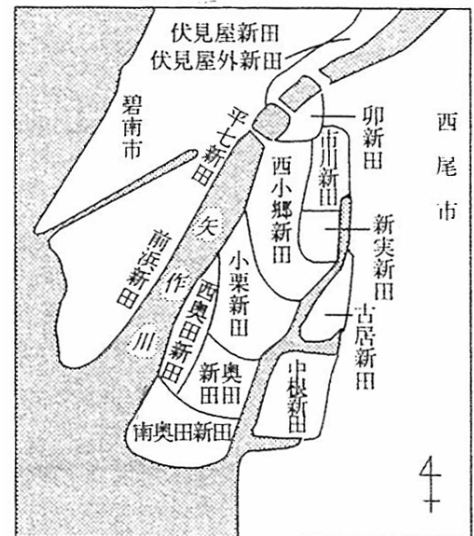 伏見屋新田
伏見屋外新田
碧南市
平七新田
前浜新田
矢作川
卯新田
市川新田
西尾市
西小郷新田
新実新田
小栗新田
古居新田
西奥田新田
奥田新田
中根新田
南奥田新田